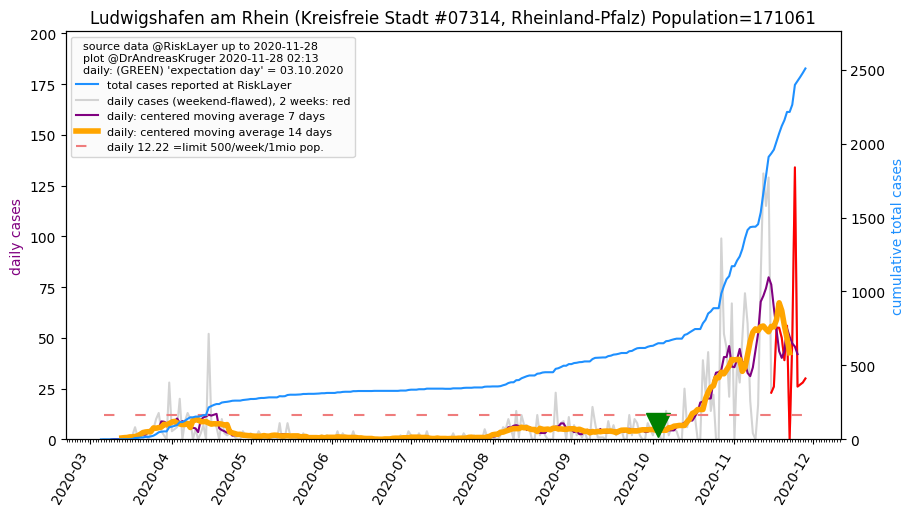 Ludwigshafen am Rhein (Kreisfreie Stadt #07314, Rheinland-Pfalz) Population=171061
source data @RiskLayer up to 2020-11-28
plot @DrAndreasKruger 2020-11-28 02:13
daily: (GREEN) 'expectation day' = 03.10.2020
total cases reported at RiskLayer
daily cases (weekend-flawed), 2 weeks: red
daily: centered moving average 7 days
daily: centered moving average 14 days
daily 12.22 =limit 500/week/1mio pop.
daily cases
200
175
150
125
100
75
50
25
0
cumulative total cases
2500
2000
1500
1000
500
0
2020-03
2020-04
2020-05
2020-06
2020-07
2020-08
2020-09
2020-10
2020-11
2020-12